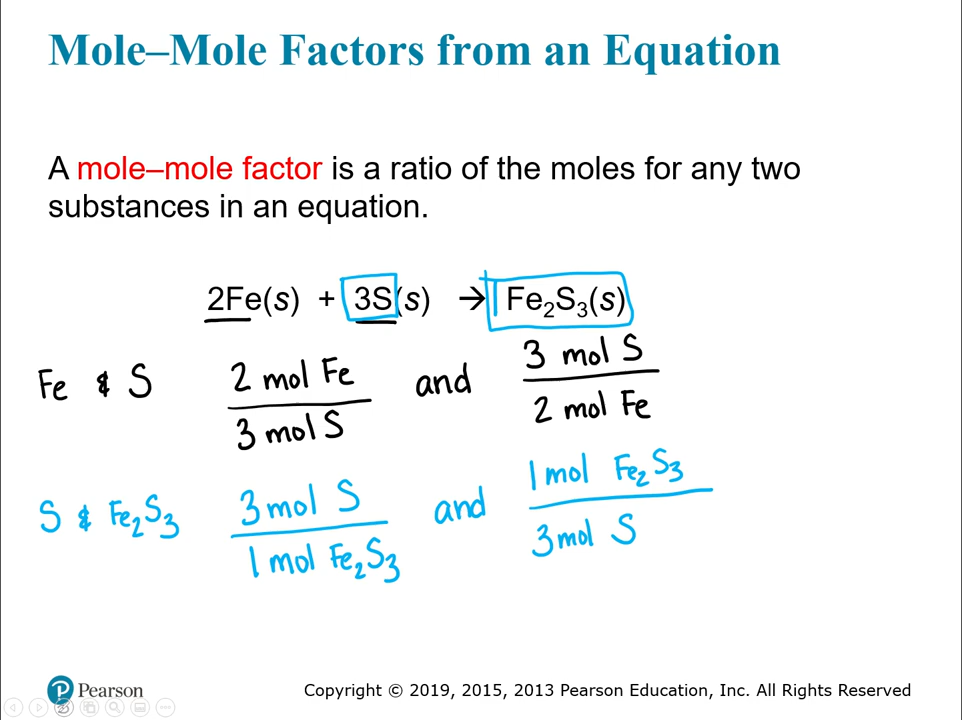 Mole–Mole Factors from an Equation
A mole–mole factor is a ratio of the moles for any two
substances in an equation.
2Fe(s) + 3S(s) → 1 Fe₂S₃(s)
Fe & S 2 mol Fe / 3 mol S and 3 mol S / 2 mol Fe
S & Fe₂S₃ 3 mol S / 1 mol Fe₂S₃ and 1 mol Fe₂S₃ / 3 mol S
Pearson
Copyright © 2019, 2015, 2013 Pearson Education, Inc. All Rights Reserved